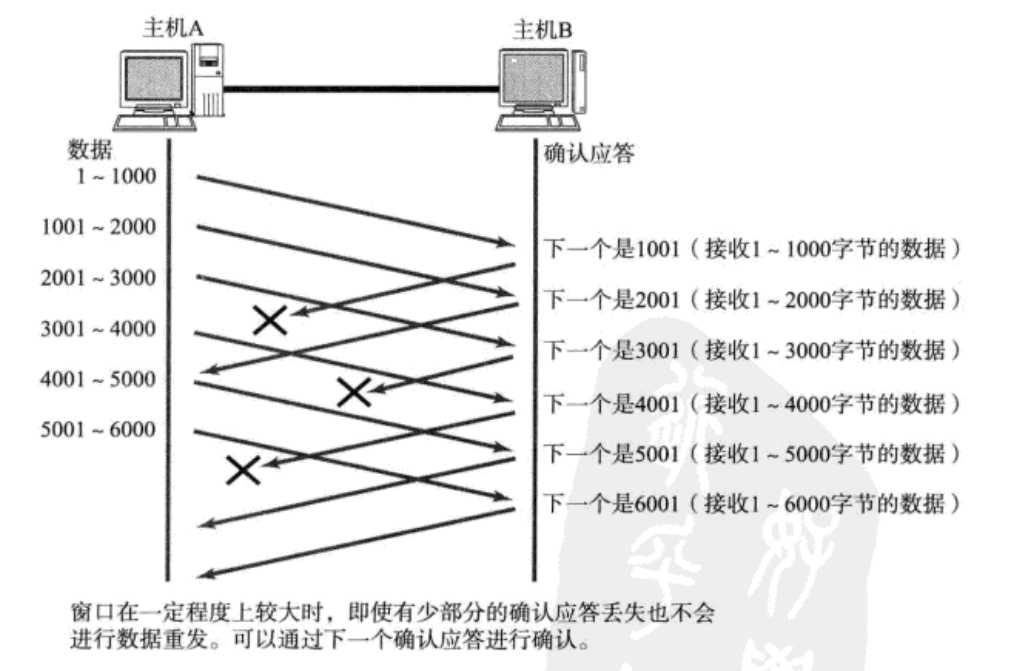 主机A
主机B
数据
确认应答
1～1000
1001～2000
2001～3000
3001～4000
4001～5000
5001～6000
下一个是1001（接收1～1000字节的数据）
下一个是2001（接收1～2000字节的数据）
下一个是3001（接收1～3000字节的数据）
下一个是4001（接收1～4000字节的数据）
下一个是5001（接收1～5000字节的数据）
下一个是6001（接收1～6000字节的数据）
窗口在一定程度上较大时，即使有少部分的确认应答丢失也不会
进行数据重发。可以通过下一个确认应答进行确认。